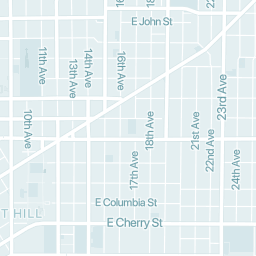 E John St
11th Ave
13th Ave
14th Ave
16th Ave
10th Ave
23rd Ave
18th Ave
21st Ave
22nd Ave
17th Ave
24th Ave
E Columbia St
T HILL
E Cherry St